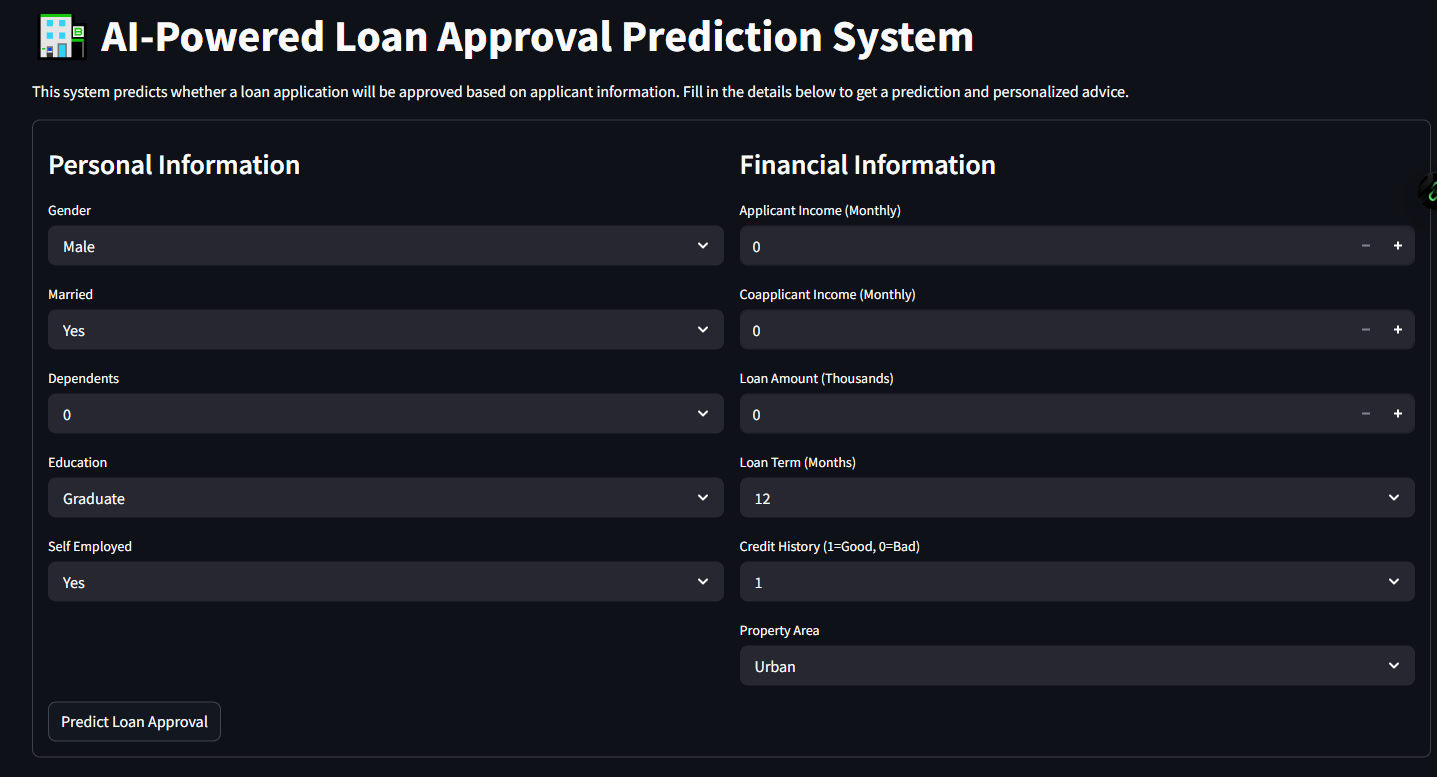 AI-Powered Loan Approval Prediction System
This system predicts whether a loan application will be approved based on applicant information. Fill in the details below to get a prediction and personalized advice.
Personal Information
Gender
Male
Married
Yes
Dependents
0
Education
Graduate
Self Employed
Yes
Financial Information
Applicant Income (Monthly)
0
Coapplicant Income (Monthly)
0
Loan Amount (Thousands)
0
Loan Term (Months)
12
Credit History (1=Good, 0=Bad)
1
Property Area
Urban
Predict Loan Approval